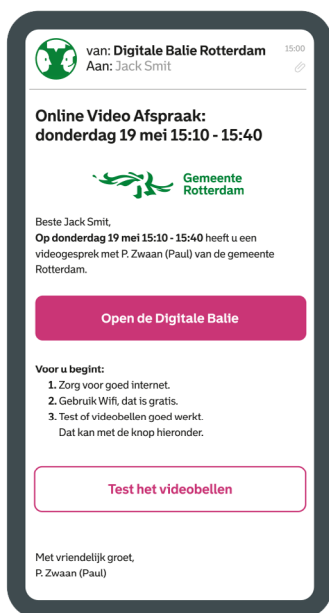 van: Digitale Balie Rotterdam 15:00
Aan: Jack Smit
Online Video Afspraak:
donderdag 19 mei 15:10 - 15:40
Gemeente
Rotterdam
Beste Jack Smit,
Op donderdag 19 mei 15:10 - 15:40 heeft u een
videogesprek met P. Zwaan (Paul) van de gemeente
Rotterdam.
Open de Digitale Balie
Voor u begint:
1. Zorg voor goed internet.
2. Gebruik Wifi, dat is gratis.
3. Test of videobellen goed werkt.
Dat kan met de knop hieronder.
Test het videobellen
Met vriendelijk groet,
P. Zwaan (Paul)